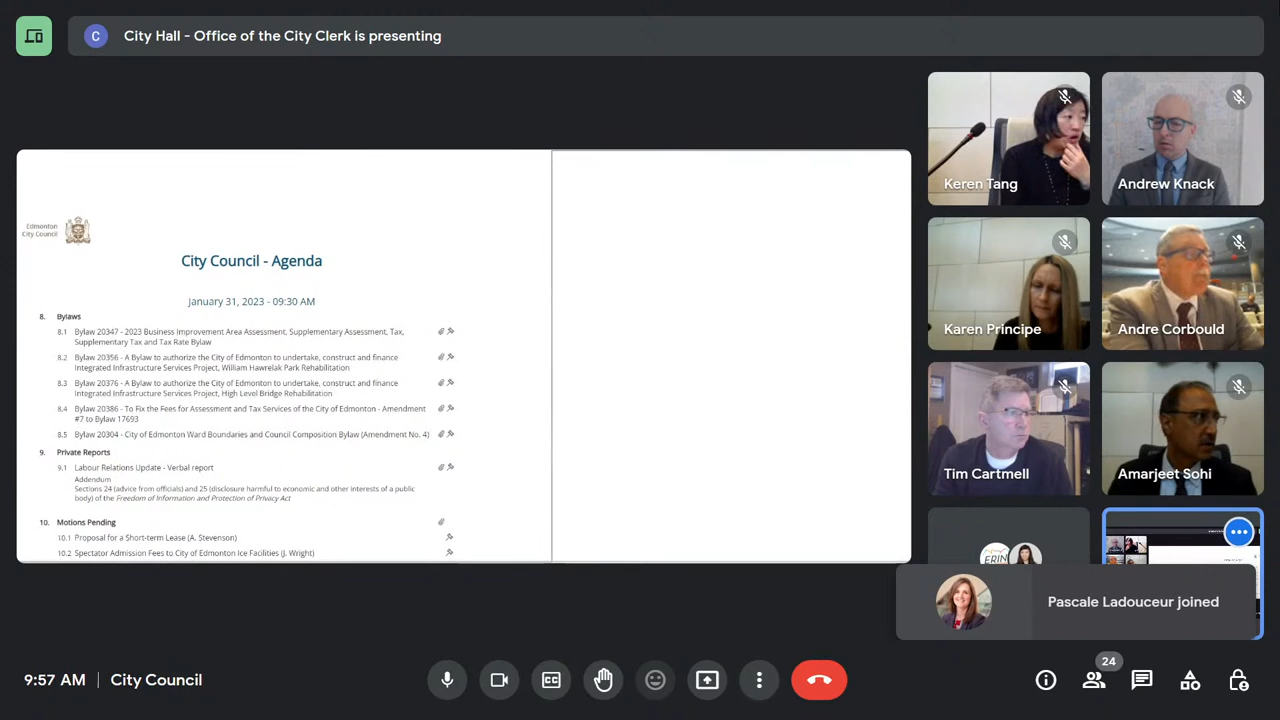 C
City Hall - Office of the City Clerk is presenting
Edmonton
City Council
City Council - Agenda
January 31, 2023 - 09:30 AM
8. Bylaws
8.1 Bylaw 20347 - 2023 Business Improvement Area Assessment, Supplementary Assessment, Tax,
Supplementary Tax and Tax Rate Bylaw
8.2 Bylaw 20356 - A Bylaw to authorize the City of Edmonton to undertake, construct and finance
Integrated Infrastructure Services Project, William Hawrelak Park Rehabilitation
8.3 Bylaw 20376 - A Bylaw to authorize the City of Edmonton to undertake, construct and finance
Integrated Infrastructure Services Project, High Level Bridge Rehabilitation
8.4 Bylaw 20386 - To Fix the Fees for Assessment and Tax Services of the City of Edmonton - Amendment
#7 to Bylaw 17693
8.5 Bylaw 20304 - City of Edmonton Ward Boundaries and Council Composition Bylaw (Amendment No. 4)
9. Private Reports
9.1 Labour Relations Update - Verbal report
Addendum
Sections 24 (advice from officials) and 25 (disclosure harmful to economic and other interests of a public
body) of the Freedom of Information and Protection of Privacy Act
10. Motions Pending
10.1 Proposal for a Short-term Lease (A. Stevenson)
10.2 Spectator Admission Fees to City of Edmonton Ice Facilities (J. Wright)
Keren Tang
Andrew Knack
Karen Principe
Andre Corbould
Tim Cartmell
Amarjeet Sohi
ERIN
Pascale Ladouceur joined
9:57 AM | City Council
CC
24